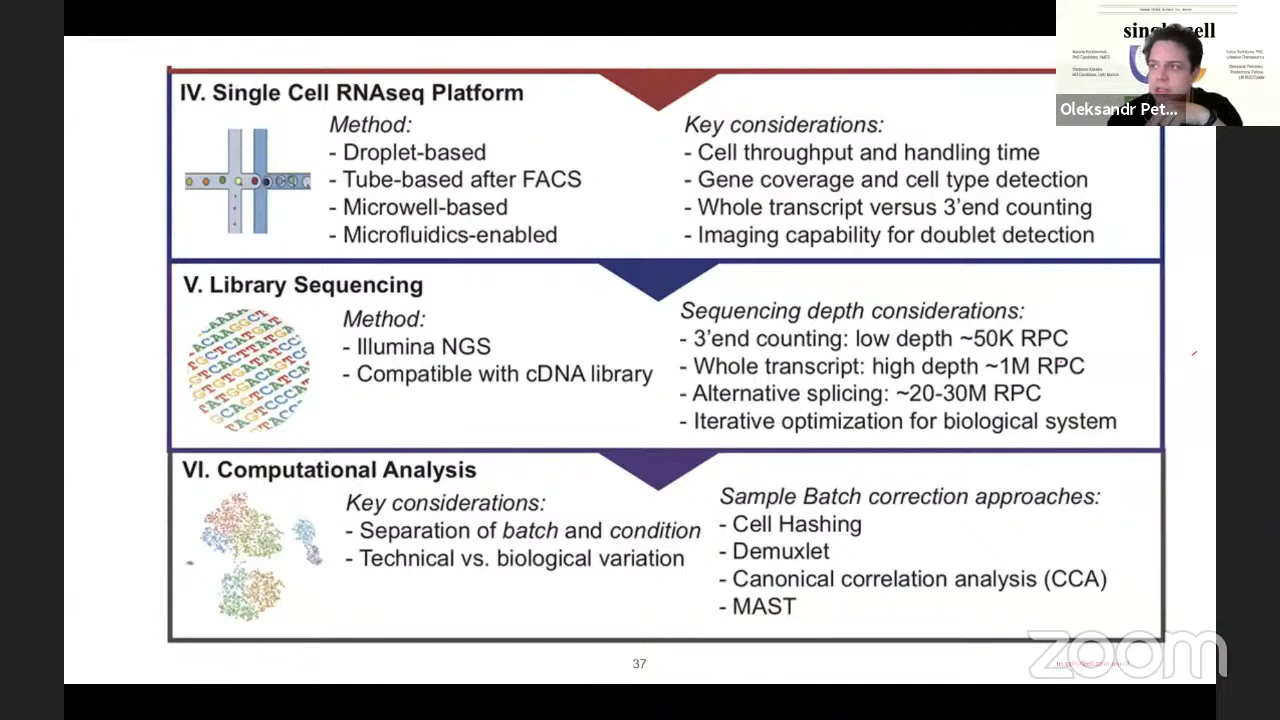 single cell
Oleksandr Pet...
IV. Single Cell RNAseq Platform
Method:
- Droplet-based
- Tube-based after FACS
- Microwell-based
- Microfluidics-enabled
Key considerations:
- Cell throughput and handling time
- Gene coverage and cell type detection
- Whole transcript versus 3'end counting
- Imaging capability for doublet detection
V. Library Sequencing
Method:
- Illumina NGS
- Compatible with cDNA library
Sequencing depth considerations:
- 3'end counting: low depth ~50K RPC
- Whole transcript: high depth ~1M RPC
- Alternative splicing: ~20-30M RPC
- Iterative optimization for biological system
VI. Computational Analysis
Key considerations:
- Separation of batch and condition
- Technical vs. biological variation
Sample Batch correction approaches:
- Cell Hashing
- Demuxlet
- Canonical correlation analysis (CCA)
- MAST
37
zoom